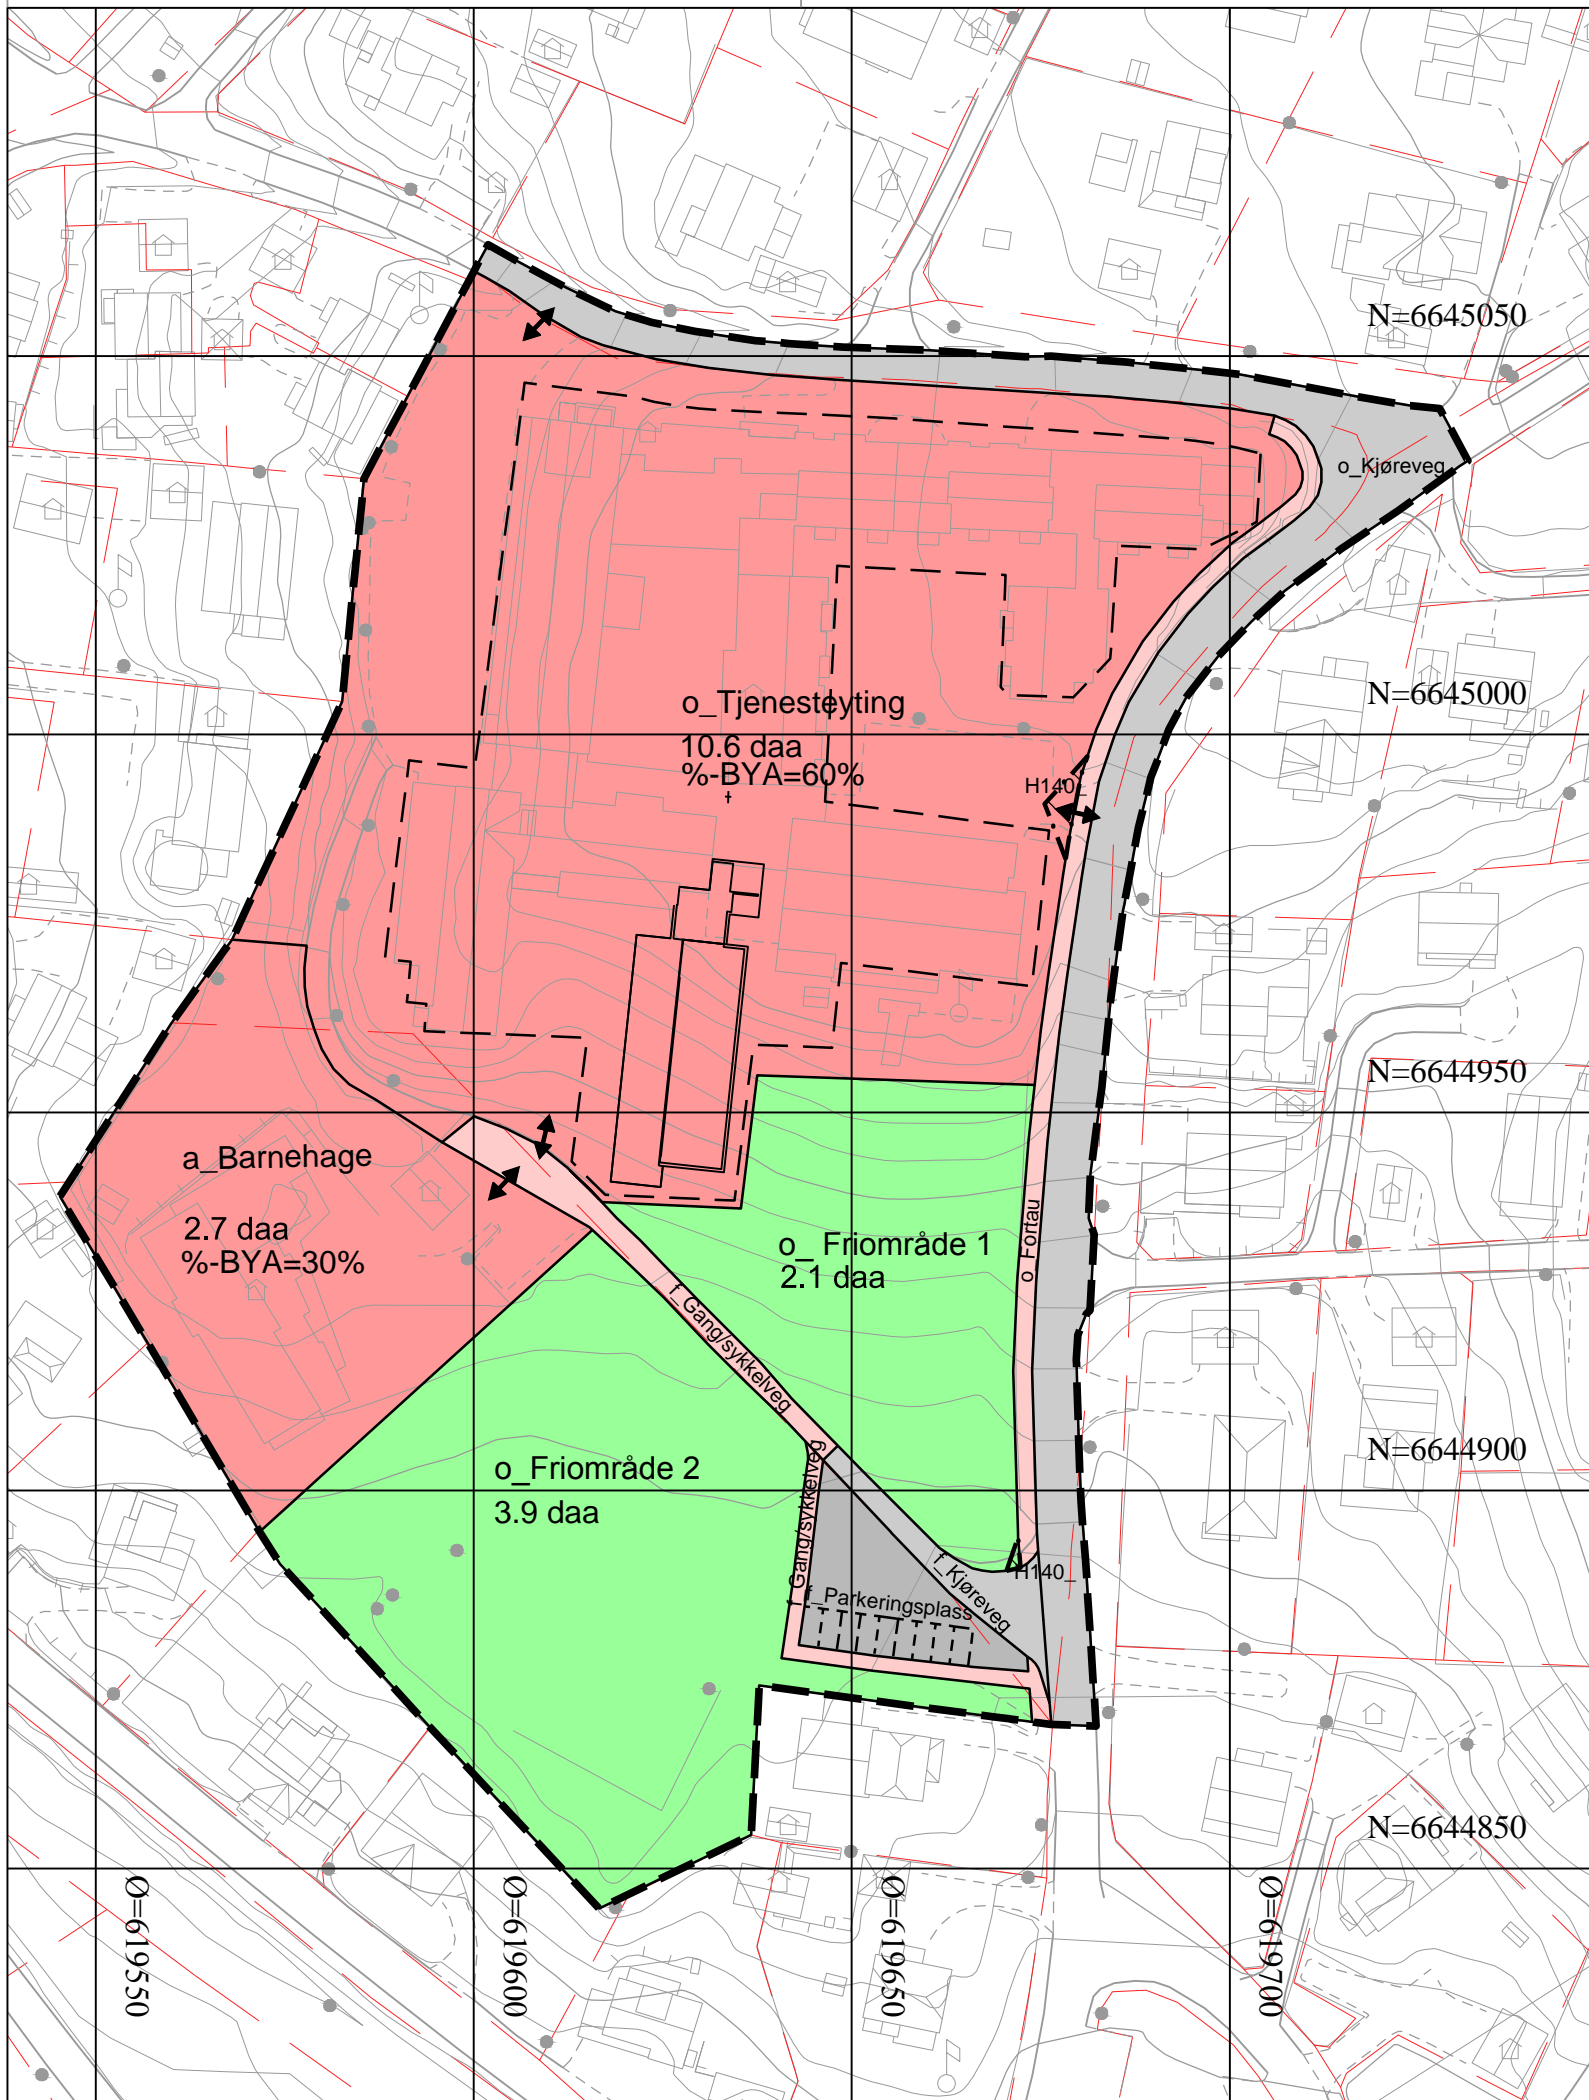 N=6645050
o_Kjøreveg
N=6645000
o_Tjenesteyting
10.6 daa
%-BYA=60%
H140_
N=6644950
a_Barnehage
2.7 daa
%-BYA=30%
o_ Friområde 1
2.1 daa
o_Fortau
f_Gang/sykkelveg
N=6644900
o_Friområde 2
3.9 daa
f_Gang/sykkelveg
f_Kjøreveg
H140_
f_Parkeringsplass
N=6644850
Ø=619550
Ø=619600
Ø=619650
Ø=619700